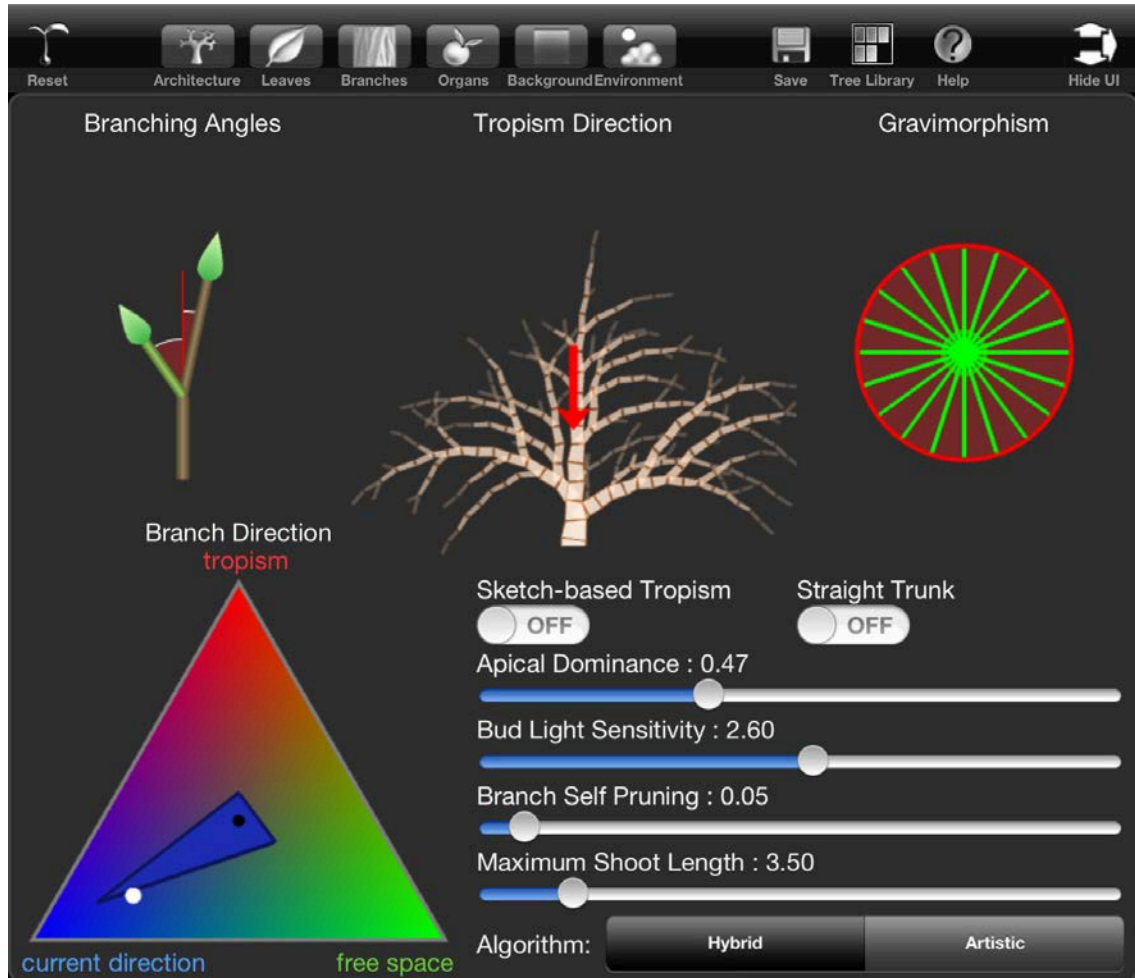 Reset Architecture Leaves Branches Organs Background Environment Save Tree Library Help Hide UI
Branching Angles Tropism Direction Gravimorphism
Branch Direction
tropism
Sketch-based Tropism Straight Trunk
OFF OFF
Apical Dominance : 0.47
Bud Light Sensitivity : 2.60
Branch Self Pruning : 0.05
Maximum Shoot Length : 3.50
Algorithm: Hybrid Artistic
current direction free space